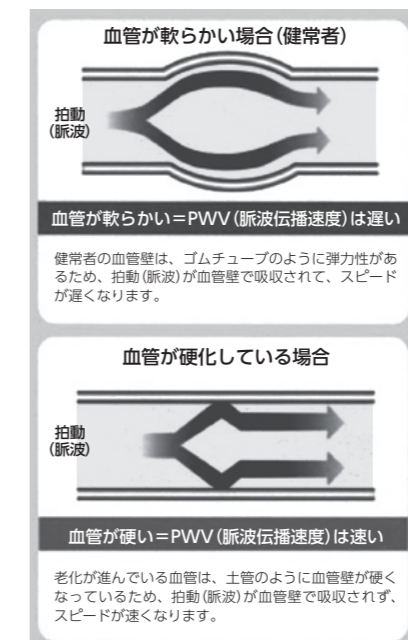 血管が軟らかい場合(健常者)
拍動
(脈波)
血管が軟らかい＝PWV(脈波伝播速度)は遅い
健常者の血管壁は、ゴムチューブのように弾力性があ
るため、拍動(脈波)が血管壁で吸収されて、スピード
が遅くなります。
血管が硬化している場合
拍動
(脈波)
血管が硬い＝PWV(脈波伝播速度)は速い
老化が進んでいる血管は、土管のように血管壁が硬く
なっているため、拍動(脈波)が血管壁で吸収されず、
スピードが速くなります。